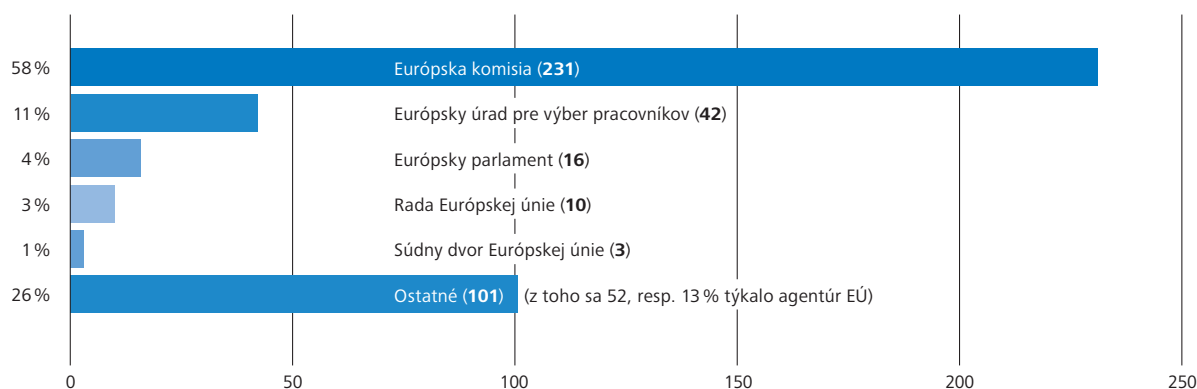 58 % Európska komisia (231)
11 % Európsky úrad pre výber pracovníkov (42)
4 % Európsky parlament (16)
3 % Rada Európskej únie (10)
1 % Súdny dvor Európskej únie (3)
26 % Ostatné (101) (z toho sa 52, resp. 13 % týkalo agentúr EÚ)
0 50 100 150 200 250